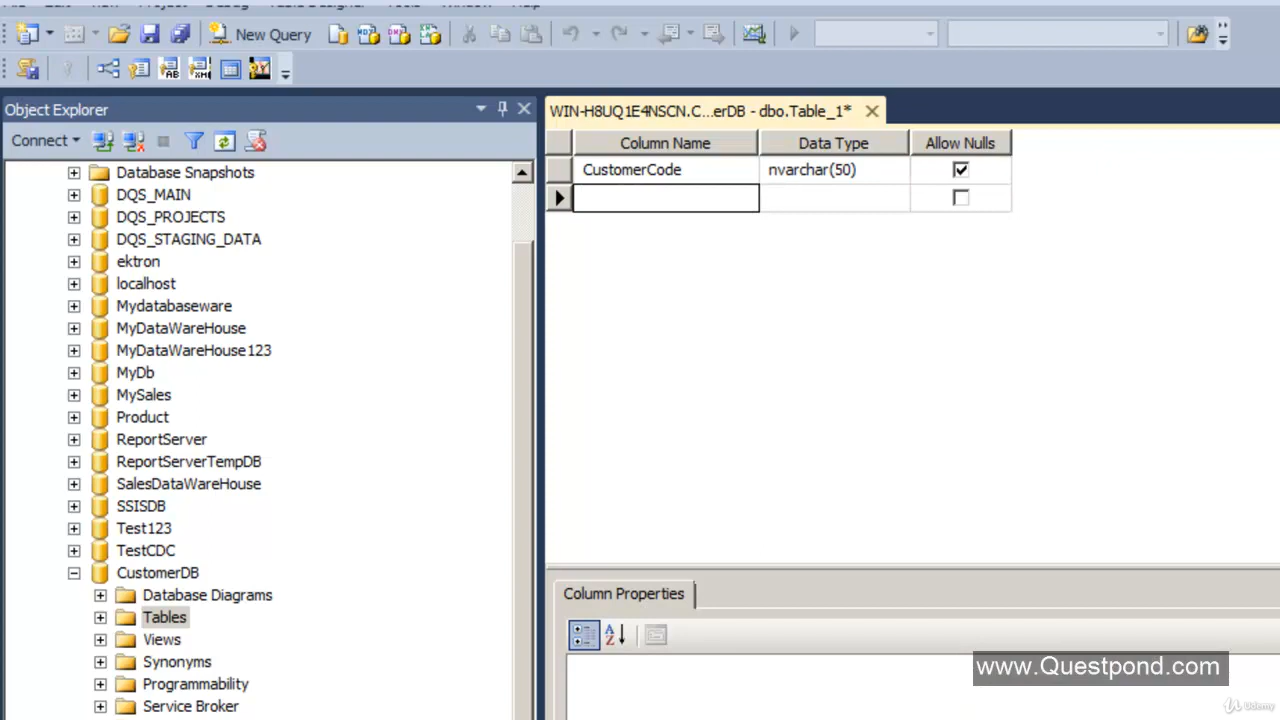 New Query
Object Explorer
Connect
Database Snapshots
DQS_MAIN
DQS_PROJECTS
DQS_STAGING_DATA
ektron
localhost
Mydatabaseware
MyDataWareHouse
MyDataWareHouse123
MyDb
MySales
Product
ReportServer
ReportServerTempDB
SalesDataWareHouse
SSISDB
Test123
TestCDC
CustomerDB
Database Diagrams
Tables
Views
Synonyms
Programmability
Service Broker
WIN-H8UQ1E4NSCN.C...erDB - dbo.Table_1*
Column Name Data Type Allow Nulls
CustomerCode nvarchar(50)
Column Properties
www.Questpond.com
Udemy